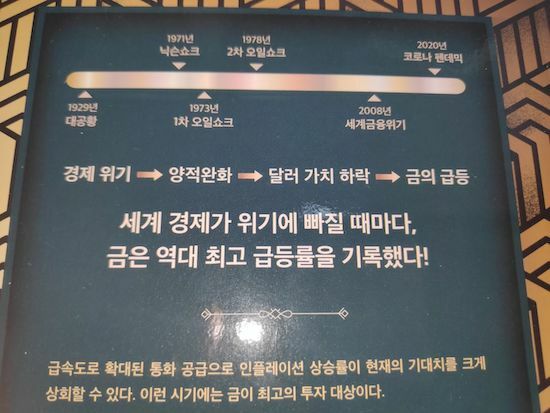 1971년
닉슨쇼크
1978년
2차 오일쇼크
2020년
코로나 팬데믹
1929년
대공황
1973년
1차 오일쇼크
2008년
세계금융위기
경제 위기 → 양적완화 → 달러 가치 하락 → 금의 급등
세계 경제가 위기에 빠질 때마다,
금은 역대 최고 급등률을 기록했다!
급속도로 확대된 통화 공급으로 인플레이션 상승률이 현재의 기대치를 크게
상회할 수 있다. 이런 시기에는 금이 최고의 투자 대상이다.